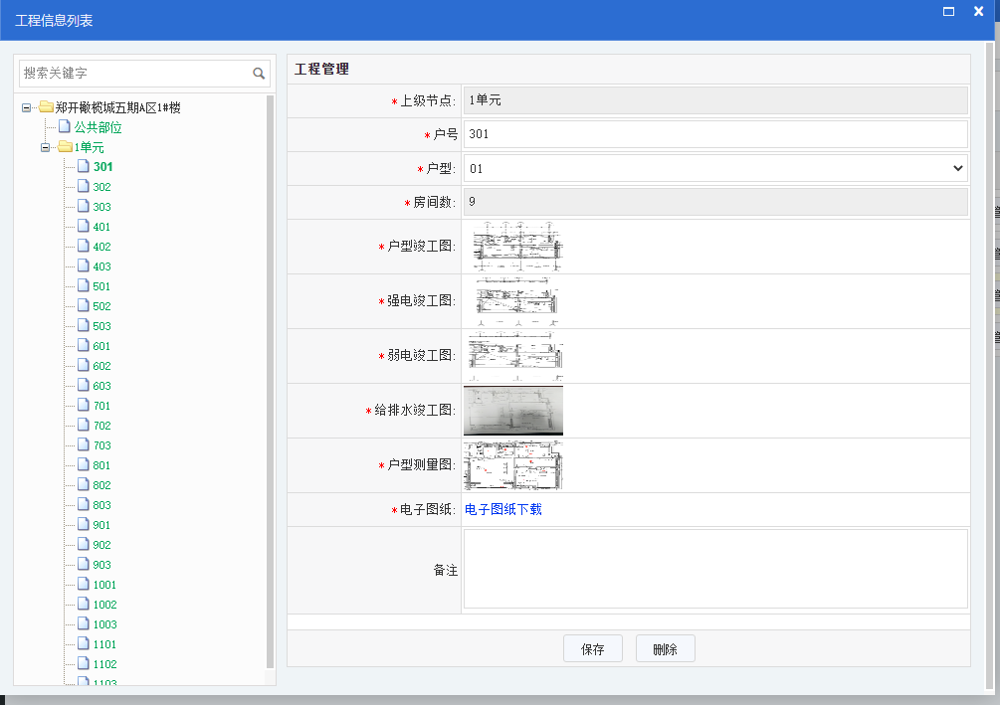 工程信息列表
搜索关键字
郑开橄榄城五期A区1#楼
公共部位
1单元
301
302
303
401
402
403
501
502
503
601
602
603
701
702
703
801
802
803
901
902
903
1001
1002
1003
1101
1102
1103
工程管理
*上级节点: 1单元
*户号 301
*户型: 01
*房间数: 9
*户型竣工图:
*强电竣工图:
*弱电竣工图:
*给排水竣工图:
*户型测量图:
*电子图纸: 电子图纸下载
备注
保存 删除